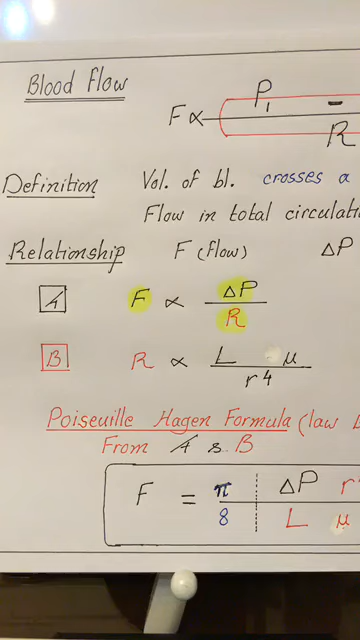 Blood flow
P₁ -
F ∝
R
Definition Vol. of bl. crosses a
Flow in total circulati
Relationship F (flow) ΔP
A F ∝ ΔP / R
B R ∝ L μ / r4
Poiseuille Hagen Formula (law
From A & B
F = π ΔP r
8 L μ